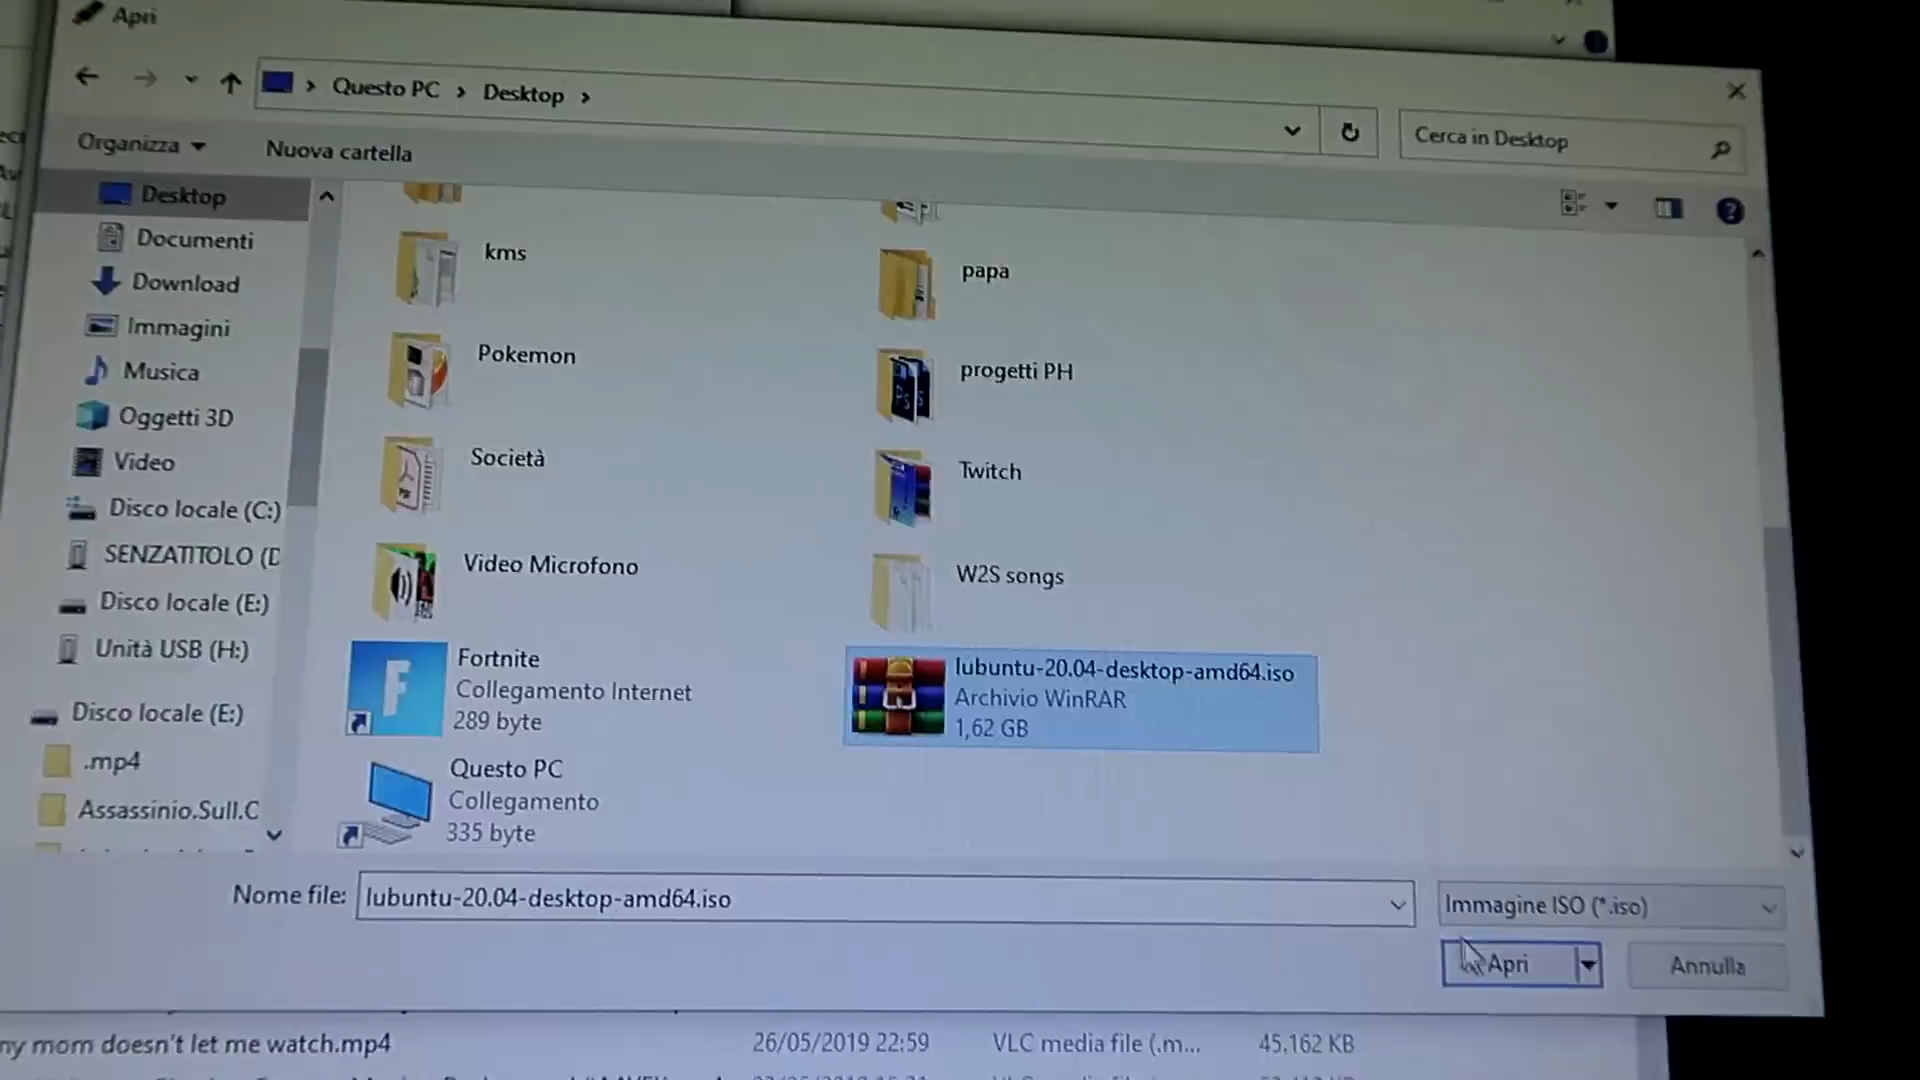 Apri
Questo PC
Desktop
Cerca in Desktop
Organizza
Nuova cartella
Desktop
Documenti
Download
Immagini
Musica
Oggetti 3D
Video
Disco locale (C:)
SENZATITOLO (D
Disco locale (E:)
Unità USB (H:)
Disco locale (E:)
.mp4
Assassinio.Sull.O
kms
papa
Pokemon
progetti PH
Società
Twitch
Video Microfono
W2S songs
Fortnite
Collegamento Internet
289 byte
lubuntu-20.04-desktop-amd64.iso
Archivio WinRAR
1,62 GB
Questo PC
Collegamento
335 byte
Nome file:
lubuntu-20.04-desktop-amd64.iso
Immagine ISO (*.iso)
Apri
Annulla
my mom doesn't let me watch.mp4
26/05/2019 22:59
VLC media file (.m...
45.162 KB